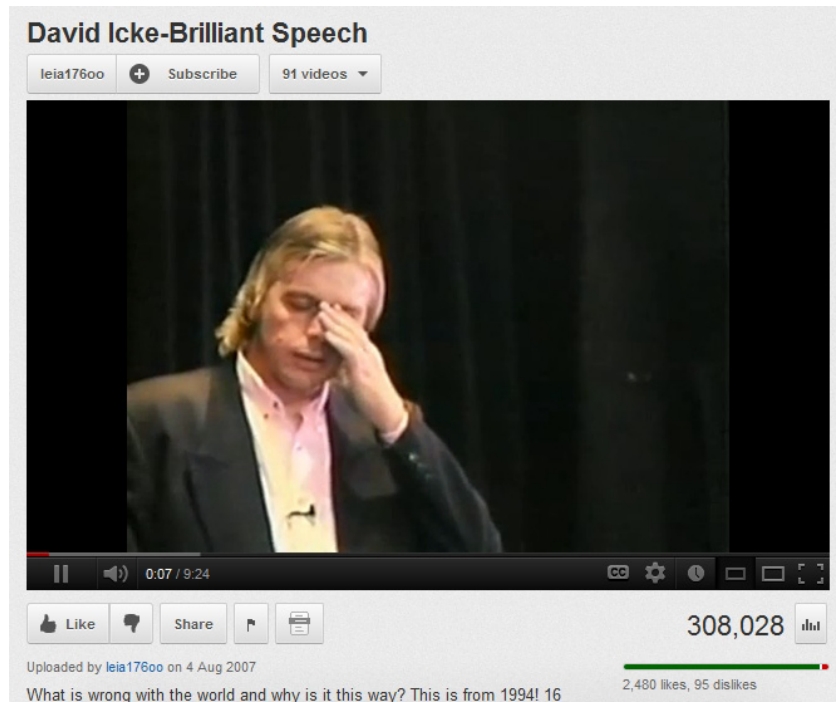 David Icke-Brilliant Speech
leia176oo Subscribe 91 videos
0:07 / 9:24 CC
Like Share 308,028
Uploaded by leia176oo on 4 Aug 2007
2,480 likes, 95 dislikes
What is wrong with the world and why is it this way? This is from 1994! 16